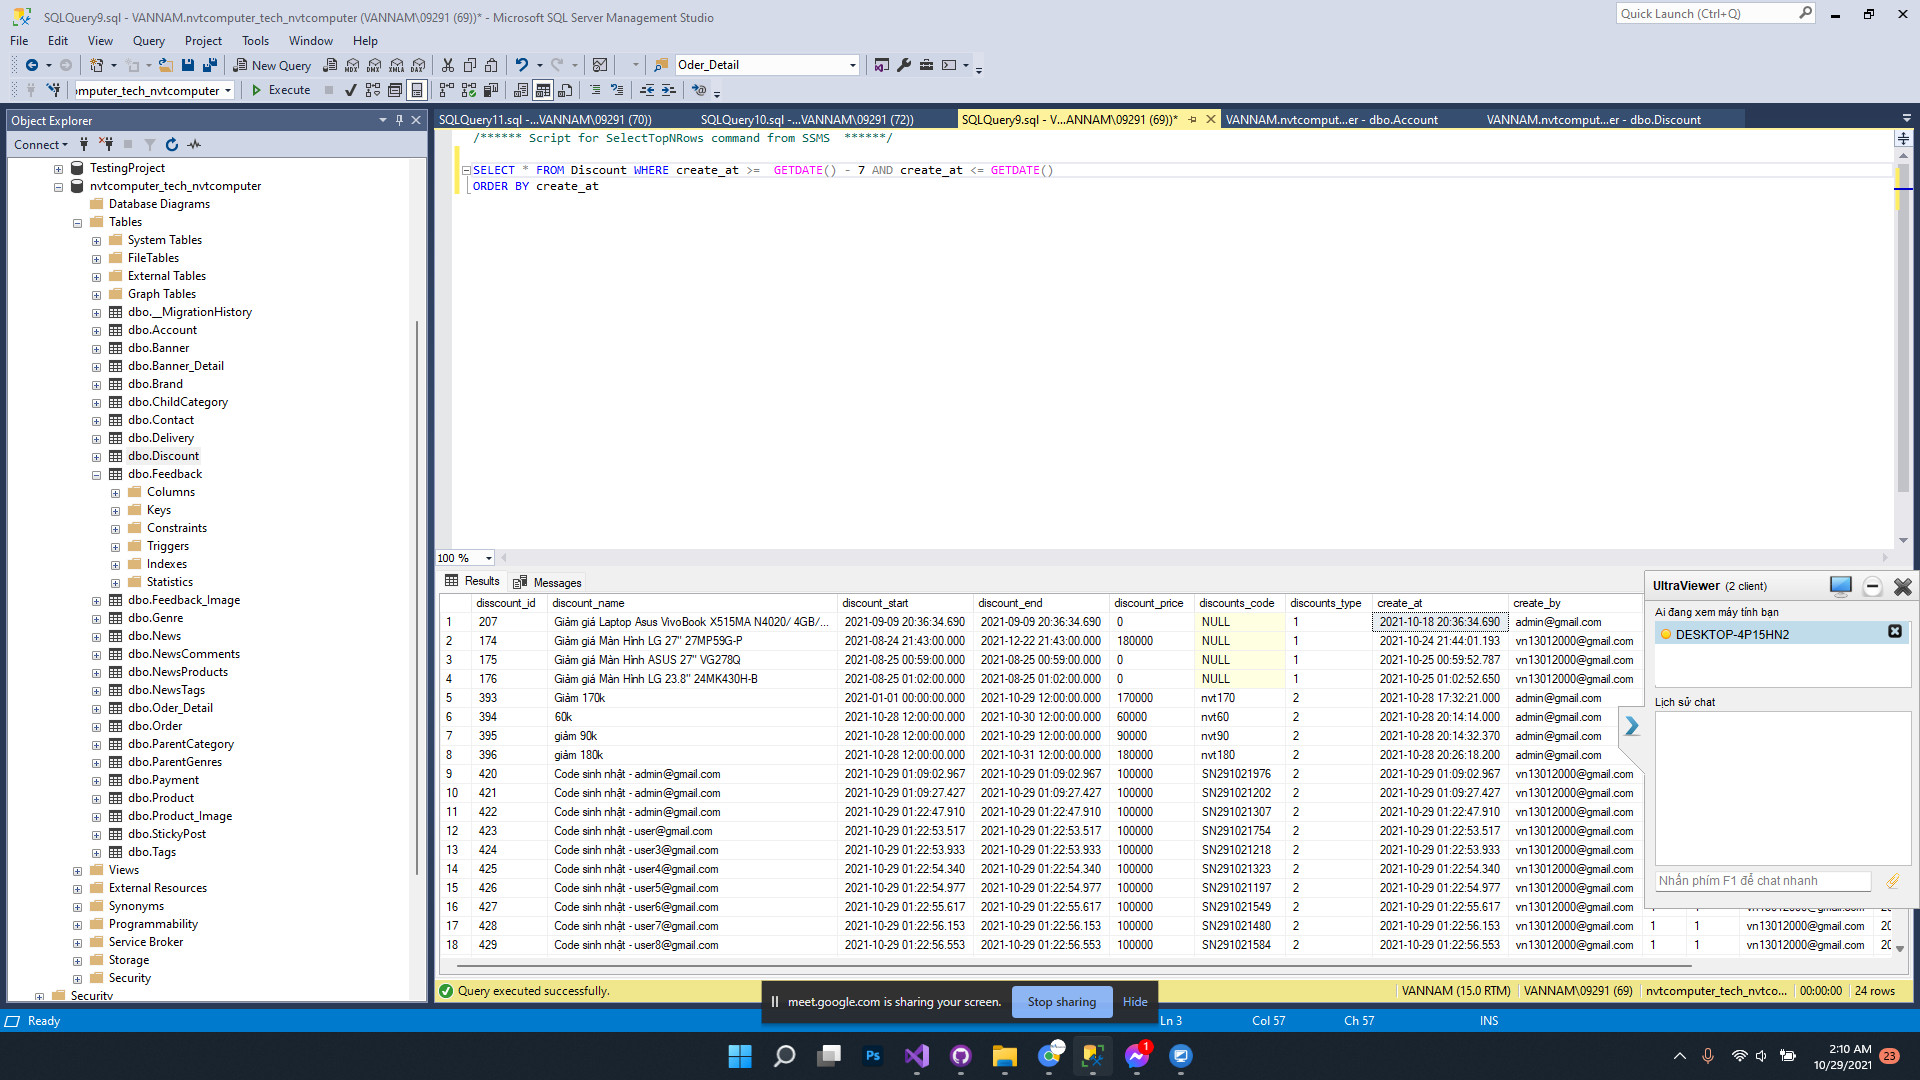 SQLQuery9.sql - VANNAM.nvtcomputer_tech_nvtcomputer (VANNAM\09291 (69))* - Microsoft SQL Server Management Studio
Quick Launch (Ctrl+Q)
File Edit View Query Project Tools Window Help
New Query
MDX DMX XMLA DAX
Oder_Detail
mputer_tech_nvtcomputer
Execute
Object Explorer
Connect
TestingProject
nvtcomputer_tech_nvtcomputer
Database Diagrams
Tables
System Tables
FileTables
External Tables
Graph Tables
dbo.__MigrationHistory
dbo.Account
dbo.Banner
dbo.Banner_Detail
dbo.Brand
dbo.ChildCategory
dbo.Contact
dbo.Delivery
dbo.Discount
dbo.Feedback
Columns
Keys
Constraints
Triggers
Indexes
Statistics
dbo.Feedback_Image
dbo.Genre
dbo.News
dbo.NewsComments
dbo.NewsProducts
dbo.NewsTags
dbo.Oder_Detail
dbo.Order
dbo.ParentCategory
dbo.ParentGenres
dbo.Payment
dbo.Product
dbo.Product_Image
dbo.StickyPost
dbo.Tags
Views
External Resources
Synonyms
Programmability
Service Broker
Storage
Security
Security
SQLQuery11.sql -...VANNAM\09291 (70)) SQLQuery10.sql -...VANNAM\09291 (72)) SQLQuery9.sql - V...ANNAM\09291 (69))* VANNAM.nvtcomput...er - dbo.Account VANNAM.nvtcomput...er - dbo.Discount
/****** Script for SelectTopNRows command from SSMS  ******/
SELECT * FROM Discount WHERE create_at >=  GETDATE() - 7 AND create_at <= GETDATE()
ORDER BY create_at
100 %
Results Messages
disscount_id discount_name discount_start discount_end discount_price discounts_code discounts_type create_at create_by
1 207 Giảm giá Laptop Asus VivoBook X515MA N4020/ 4GB/... 2021-09-09 20:36:34.690 2021-09-09 20:36:34.690 0 NULL 1 2021-10-18 20:36:34.690 admin@gmail.com
2 174 Giảm giá Màn Hình LG 27" 27MP59G-P 2021-08-24 21:43:00.000 2021-12-22 21:43:00.000 180000 NULL 1 2021-10-24 21:44:01.193 vn13012000@gmail.com
3 175 Giảm giá Màn Hình ASUS 27" VG278Q 2021-08-25 00:59:00.000 2021-08-25 00:59:00.000 0 NULL 1 2021-10-25 00:59:52.787 vn13012000@gmail.com
4 176 Giảm giá Màn Hình LG 23.8" 24MK430H-B 2021-08-25 01:02:00.000 2021-08-25 01:02:00.000 0 NULL 1 2021-10-25 01:02:52.650 vn13012000@gmail.com
5 393 Giảm 170k 2021-01-01 00:00:00.000 2021-10-29 12:00:00.000 170000 nvt170 2 2021-10-28 17:32:21.000 admin@gmail.com
6 394 60k 2021-10-28 12:00:00.000 2021-10-30 12:00:00.000 60000 nvt60 2 2021-10-28 20:14:14.000 admin@gmail.com
7 395 giảm 90k 2021-10-28 12:00:00.000 2021-10-29 12:00:00.000 90000 nvt90 2 2021-10-28 20:14:32.370 admin@gmail.com
8 396 giảm 180k 2021-10-28 12:00:00.000 2021-10-31 12:00:00.000 180000 nvt180 2 2021-10-28 20:26:18.200 admin@gmail.com
9 420 Code sinh nhật - admin@gmail.com 2021-10-29 01:09:02.967 2021-10-29 01:09:02.967 100000 SN291021976 2 2021-10-29 01:09:02.967 vn13012000@gmail.com
10 421 Code sinh nhật - admin@gmail.com 2021-10-29 01:09:27.427 2021-10-29 01:09:27.427 100000 SN291021202 2 2021-10-29 01:09:27.427 vn13012000@gmail.com
11 422 Code sinh nhật - admin@gmail.com 2021-10-29 01:22:47.910 2021-10-29 01:22:47.910 100000 SN291021307 2 2021-10-29 01:22:47.910 vn13012000@gmail.com
12 423 Code sinh nhật - user@gmail.com 2021-10-29 01:22:53.517 2021-10-29 01:22:53.517 100000 SN291021754 2 2021-10-29 01:22:53.517 vn13012000@gmail.com
13 424 Code sinh nhật - user3@gmail.com 2021-10-29 01:22:53.933 2021-10-29 01:22:53.933 100000 SN291021218 2 2021-10-29 01:22:53.933 vn13012000@gmail.com
14 425 Code sinh nhật - user4@gmail.com 2021-10-29 01:22:54.340 2021-10-29 01:22:54.340 100000 SN291021323 2 2021-10-29 01:22:54.340 vn13012000@gmail.com
15 426 Code sinh nhật - user5@gmail.com 2021-10-29 01:22:54.977 2021-10-29 01:22:54.977 100000 SN291021197 2 2021-10-29 01:22:54.977 vn13012000@gmail.com
16 427 Code sinh nhật - user6@gmail.com 2021-10-29 01:22:55.617 2021-10-29 01:22:55.617 100000 SN291021549 2 2021-10-29 01:22:55.617 vn13012000@gmail.com
17 428 Code sinh nhật - user7@gmail.com 2021-10-29 01:22:56.153 2021-10-29 01:22:56.153 100000 SN291021480 2 2021-10-29 01:22:56.153 vn13012000@gmail.com 1 1 vn13012000@gmail.com 20
18 429 Code sinh nhật - user8@gmail.com 2021-10-29 01:22:56.553 2021-10-29 01:22:56.553 100000 SN291021584 2 2021-10-29 01:22:56.553 vn13012000@gmail.com 1 1 vn13012000@gmail.com 20
UltraViewer (2 client)
Ai đang xem máy tính bạn
DESKTOP-4P15HN2
Lịch sử chat
Nhấn phím F1 để chat nhanh
Query executed successfully.
VANNAM (15.0 RTM) VANNAM\09291 (69) nvtcomputer_tech_nvtco... 00:00:00 24 rows
meet.google.com is sharing your screen. Stop sharing Hide
Ready Ln 3 Col 57 Ch 57 INS
Ps
1
2:10 AM
10/29/2021
23